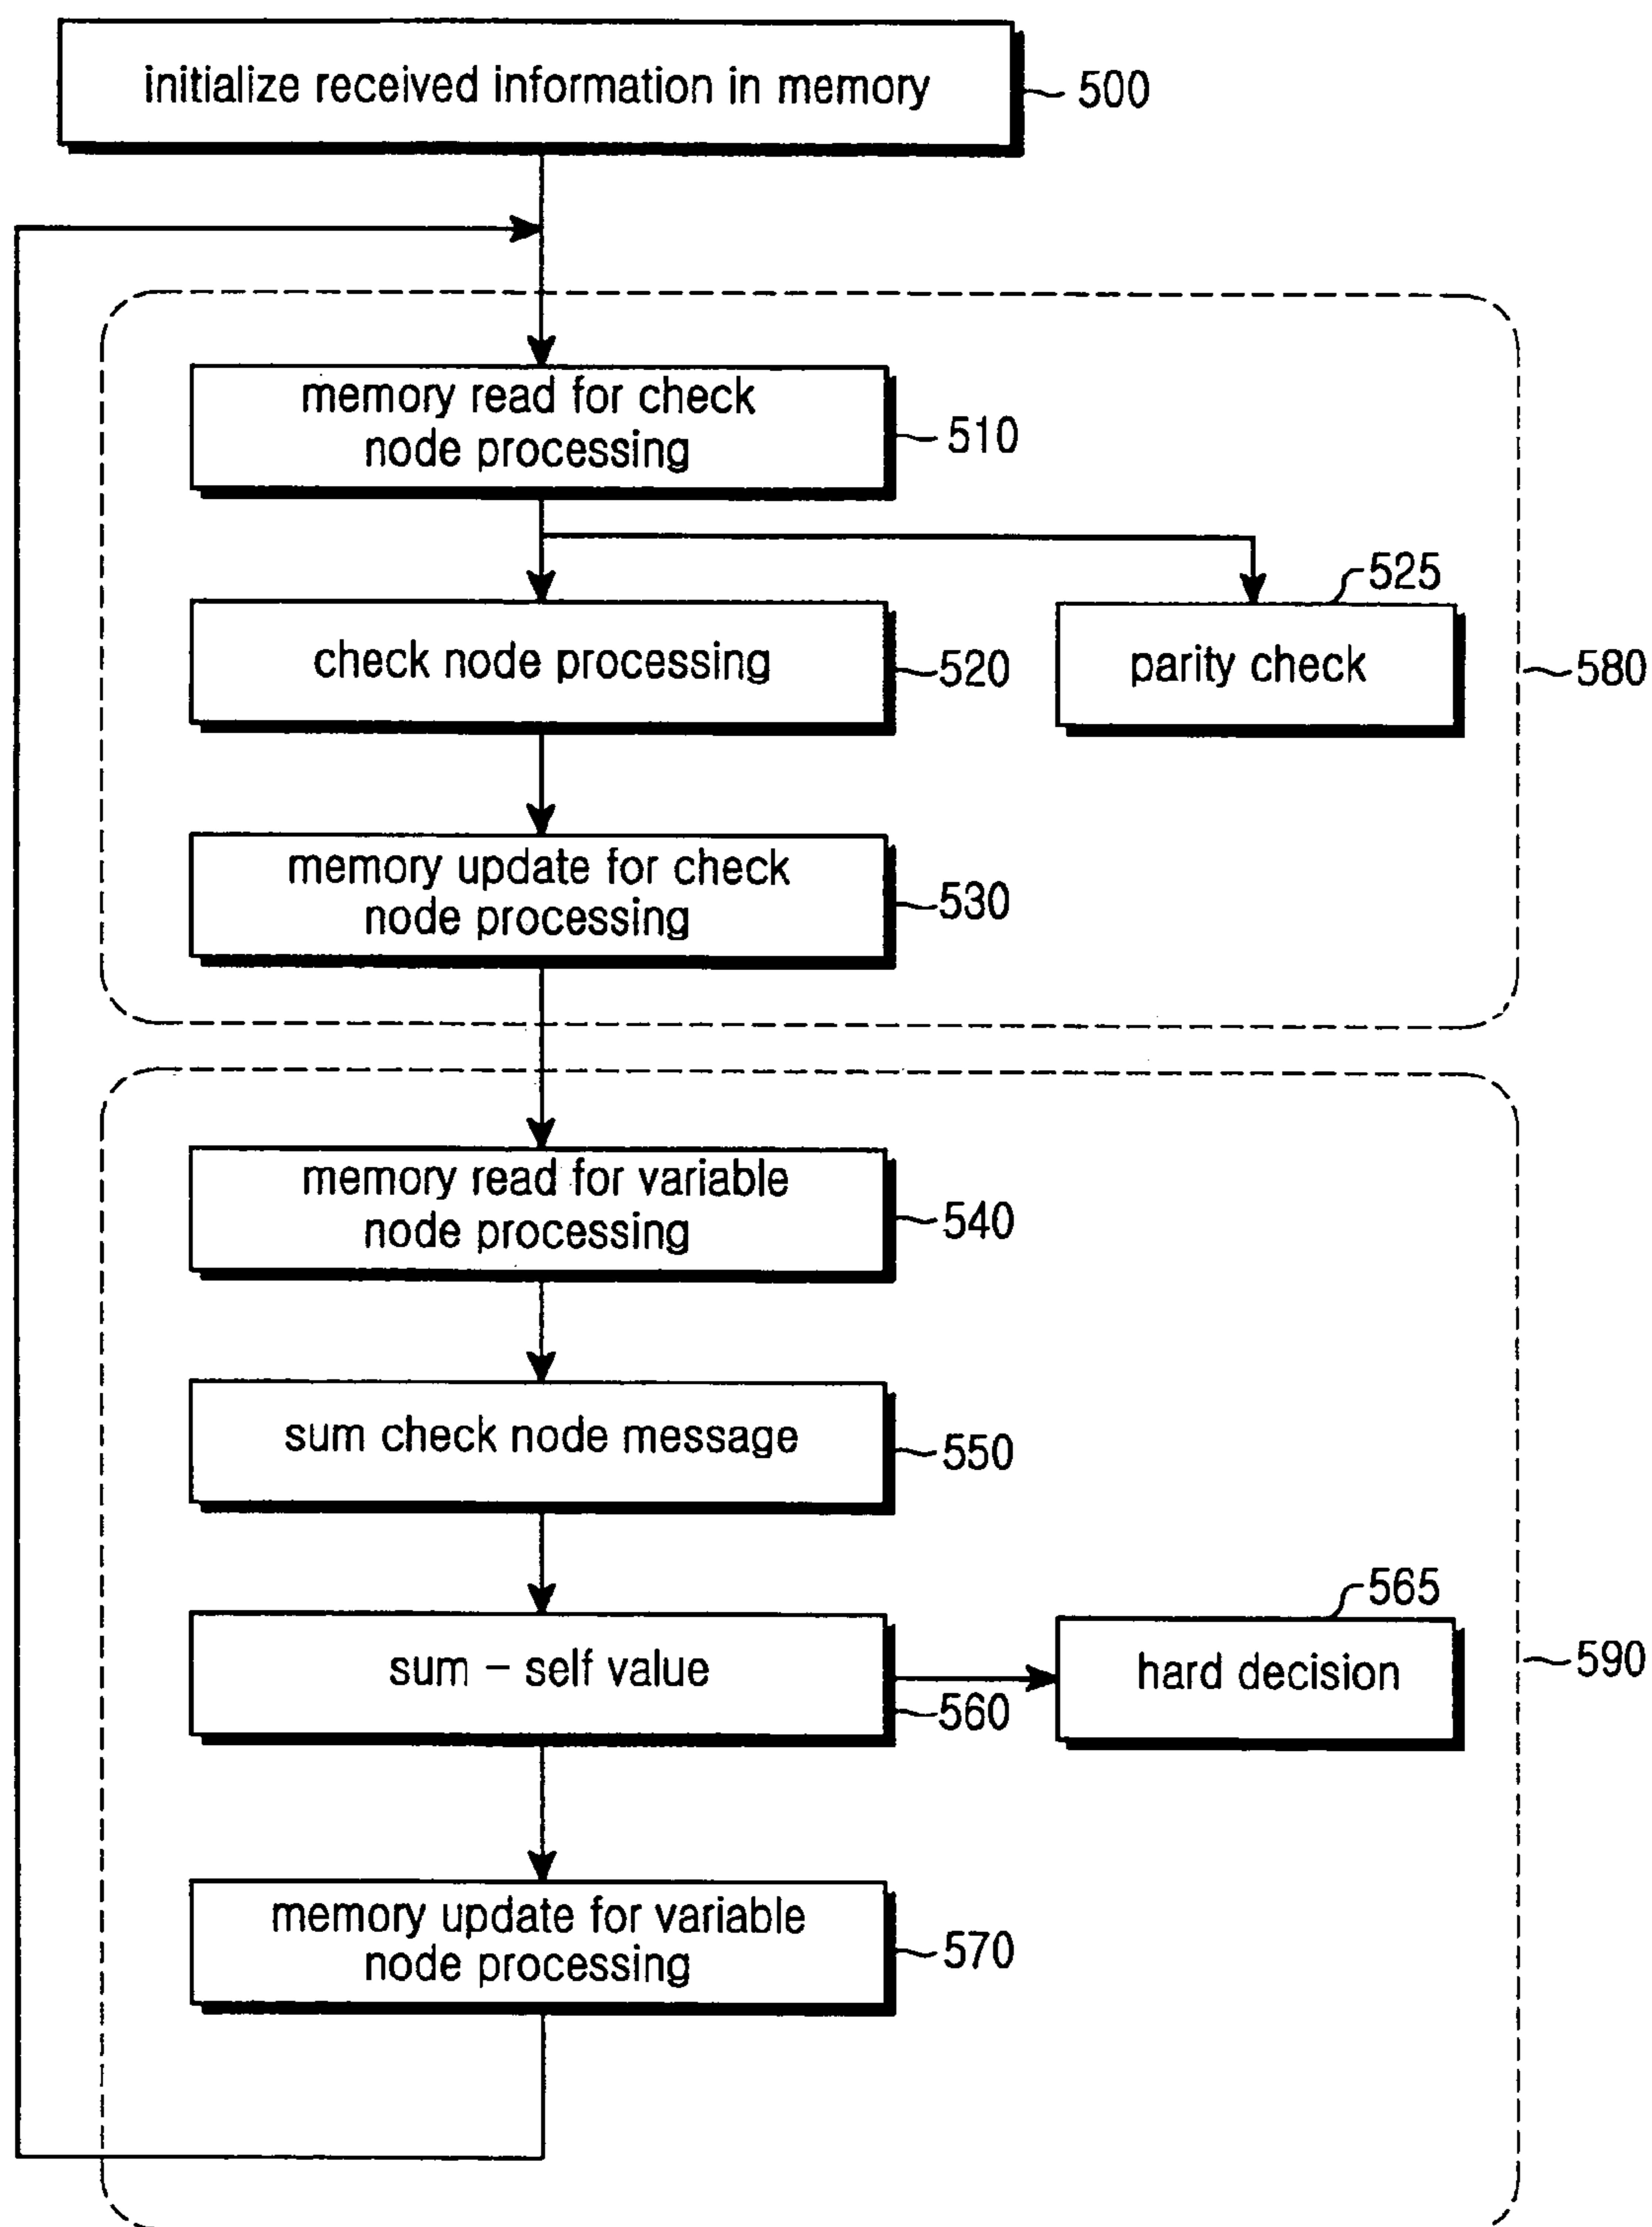 initialize received information in memory
500
memory read for check
node processing
510
525
check node processing
520
parity check
580
memory update for check
node processing
530
memory read for variable
node processing
540
sum check node message
550
565
sum – self value
560
hard decision
590
memory update for variable
node processing
570